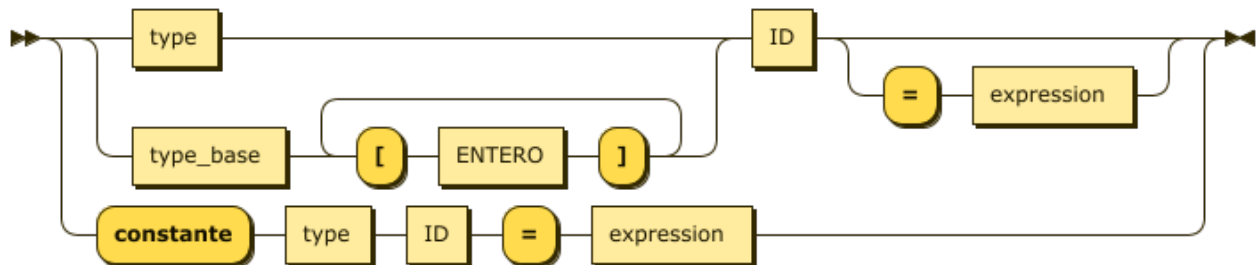 type ID
= expression
type_base [ ENTERO ]
constante type ID = expression